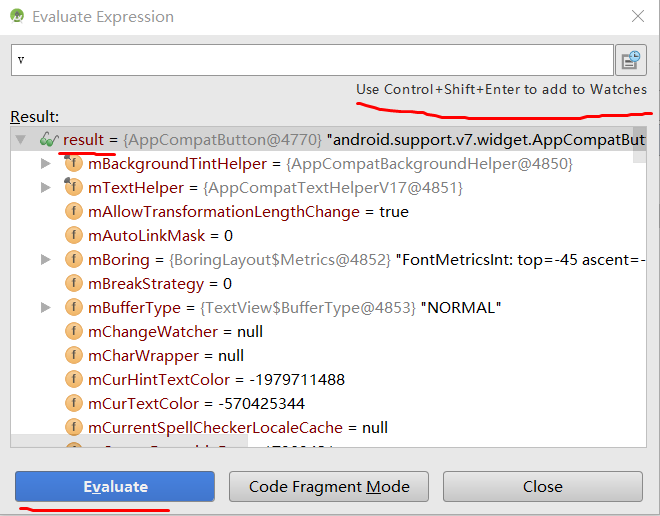 Evaluate Expression
v
Use Control+Shift+Enter to add to Watches
Result:
result = {AppCompatButton@4770} "android.support.v7.widget.AppCompatBut
mBackgroundTintHelper = {AppCompatBackgroundHelper@4850}
mTextHelper = {AppCompatTextHelperV17@4851}
mAllowTransformationLengthChange = true
mAutoLinkMask = 0
mBoring = {BoringLayout$Metrics@4852} "FontMetricsInt: top=-45 ascent=-
mBreakStrategy = 0
mBufferType = {TextView$BufferType@4853} "NORMAL"
mChangeWatcher = null
mCharWrapper = null
mCurHintTextColor = -1979711488
mCurTextColor = -570425344
mCurrentSpellCheckerLocaleCache = null
Evaluate
Code Fragment Mode
Close